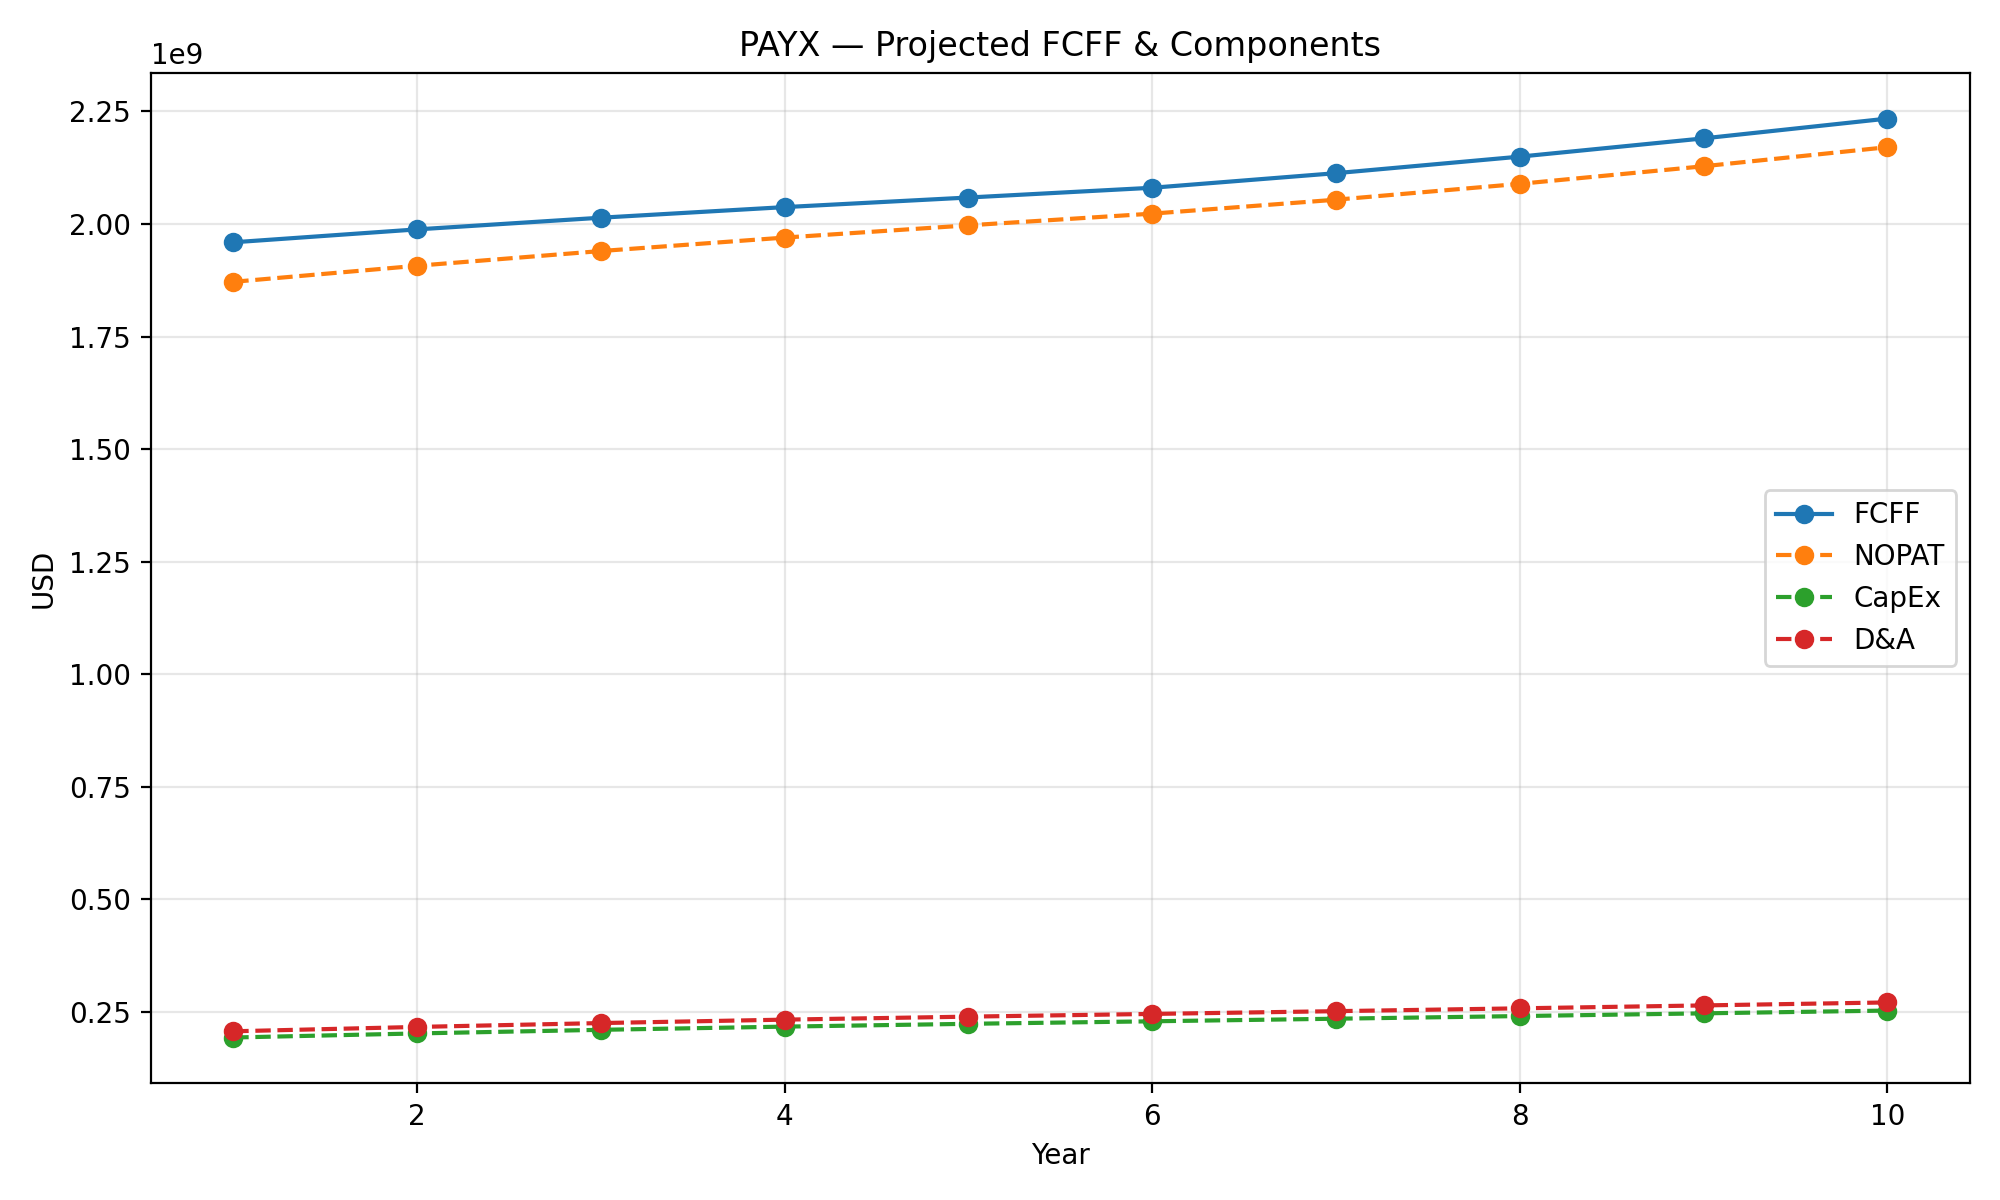 PAYX — Projected FCFF & Components
1e9
2.25
2.00
1.75
1.50
1.25
1.00
0.75
0.50
0.25
USD
FCFF
NOPAT
CapEx
D&A
2 4 6 8 10
Year